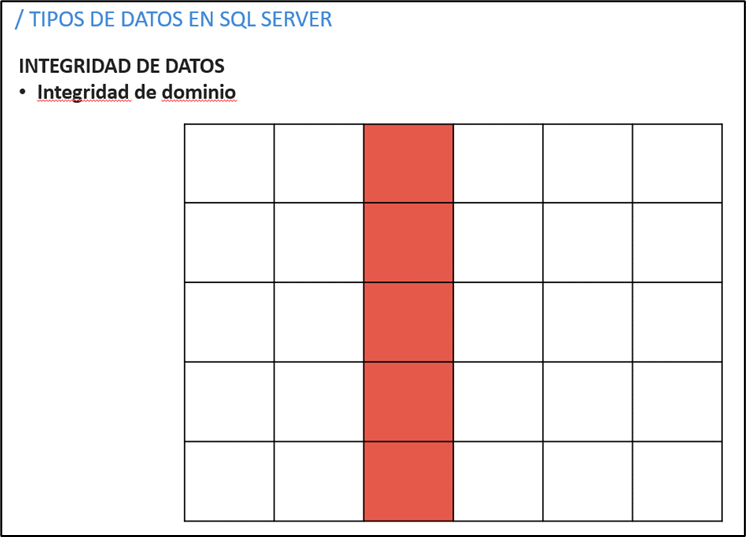 / TIPOS DE DATOS EN SQL SERVER
INTEGRIDAD DE DATOS
• Integridad de dominio